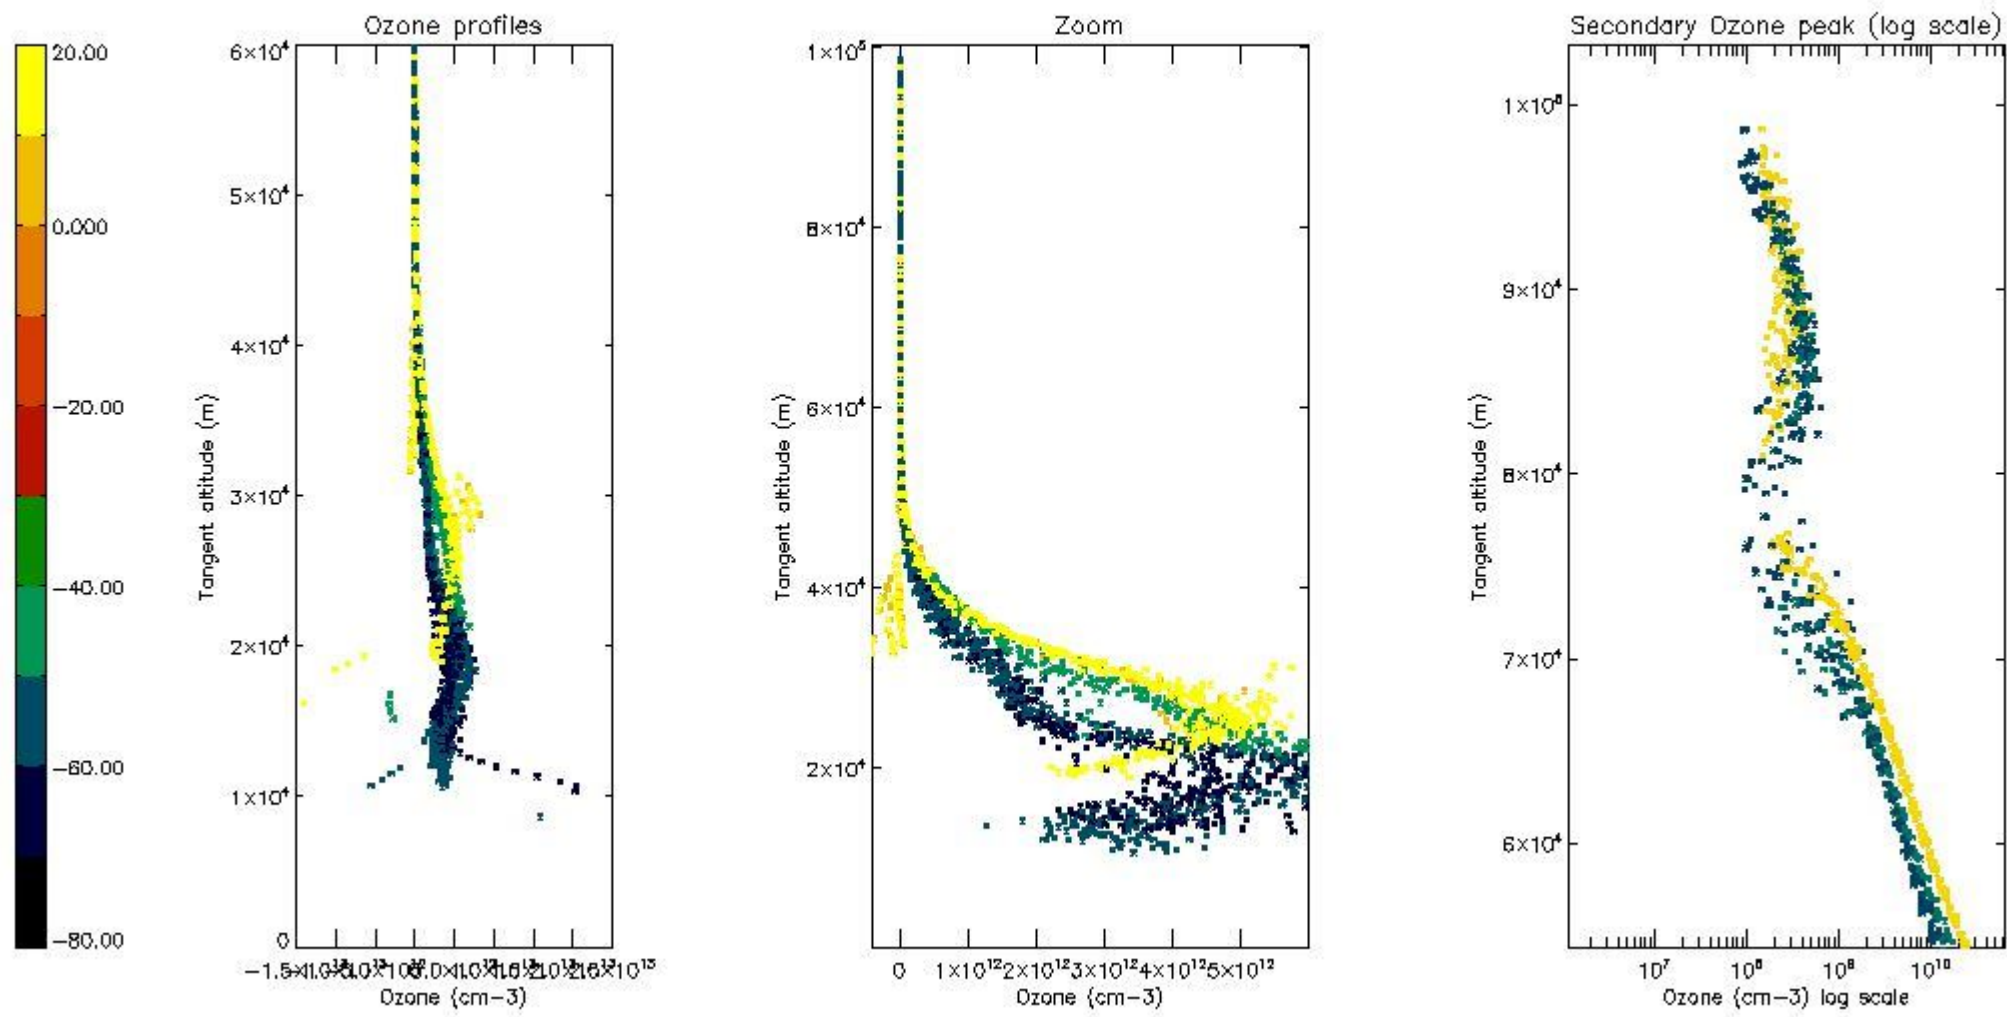 Ozone profiles
Zoom
Secondary Ozone peak (log scale)
20.00
0.000
−20.00
−40.00
−60.00
−80.00
6×10⁴
5×10⁴
4×10⁴
3×10⁴
2×10⁴
1×10⁴
0
Tangent altitude (m)
Ozone (cm−3)
1×10⁵
8×10⁴
6×10⁴
4×10⁴
2×10⁴
Tangent altitude (m)
0 1×10¹² 2×10¹² 3×10¹² 4×10¹² 5×10¹²
Ozone (cm−3)
9×10⁴
8×10⁴
7×10⁴
6×10⁴
Tangent altitude (m)
10⁷ 10⁸ 10⁹ 10¹⁰
Ozone (cm−3) log scale